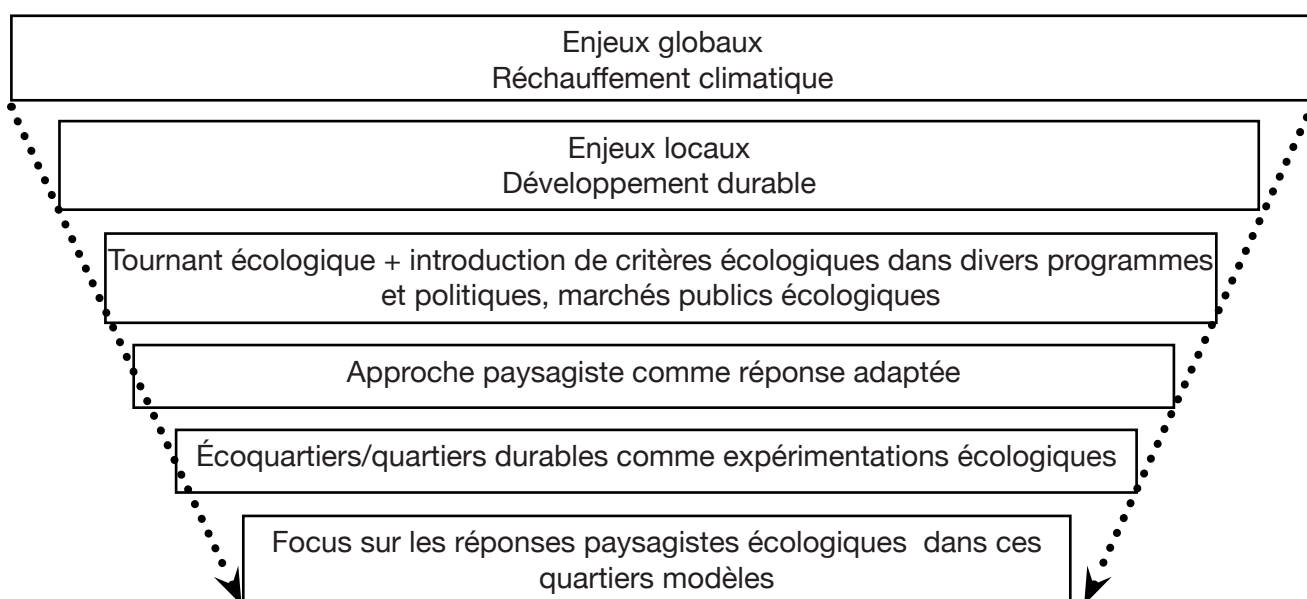 Enjeux globaux
Réchauffement climatique
Enjeux locaux
Développement durable
Tournant écologique + introduction de critères écologiques dans divers programmes
et politiques, marchés publics écologiques
Approche paysagiste comme réponse adaptée
Écoquartiers/quartiers durables comme expérimentations écologiques
Focus sur les réponses paysagistes écologiques dans ces
quartiers modèles